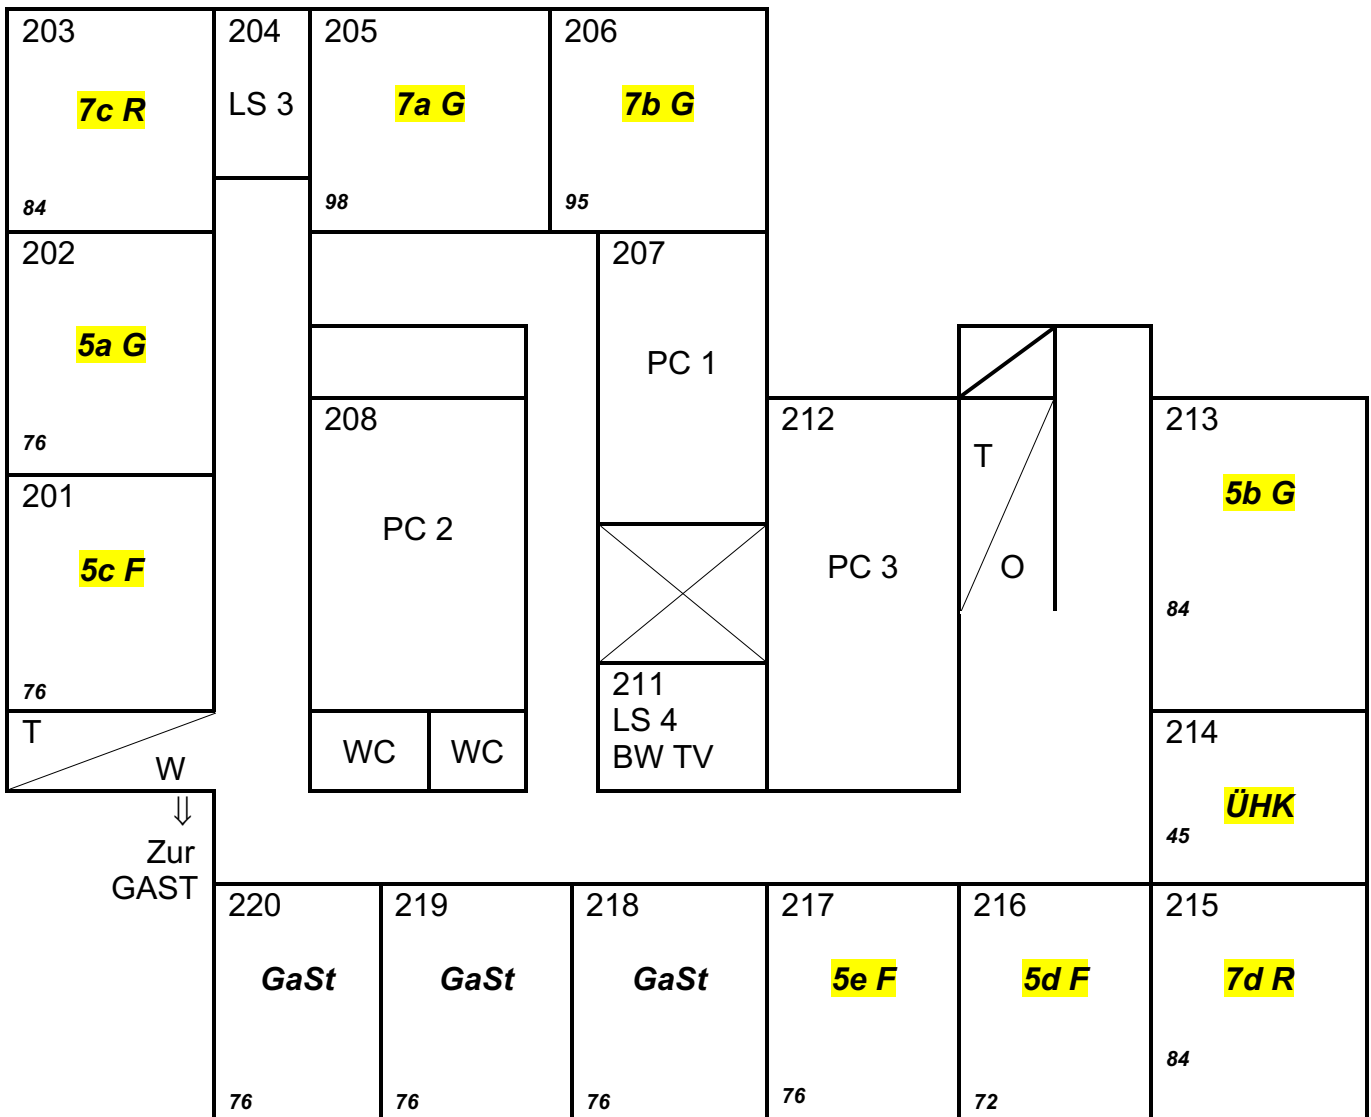 203
7c R
84
204
LS 3
205
7a G
98
206
7b G
95
202
5a G
76
207
PC 1
208
PC 2
212
PC 3
T
O
213
5b G
84
201
5c F
76
211
LS 4
BW TV
T
W
⇓
Zur
GAST
WC
WC
214
ÜHK
45
220
GaSt
76
219
GaSt
76
218
GaSt
76
217
5e F
76
216
5d F
72
215
7d R
84